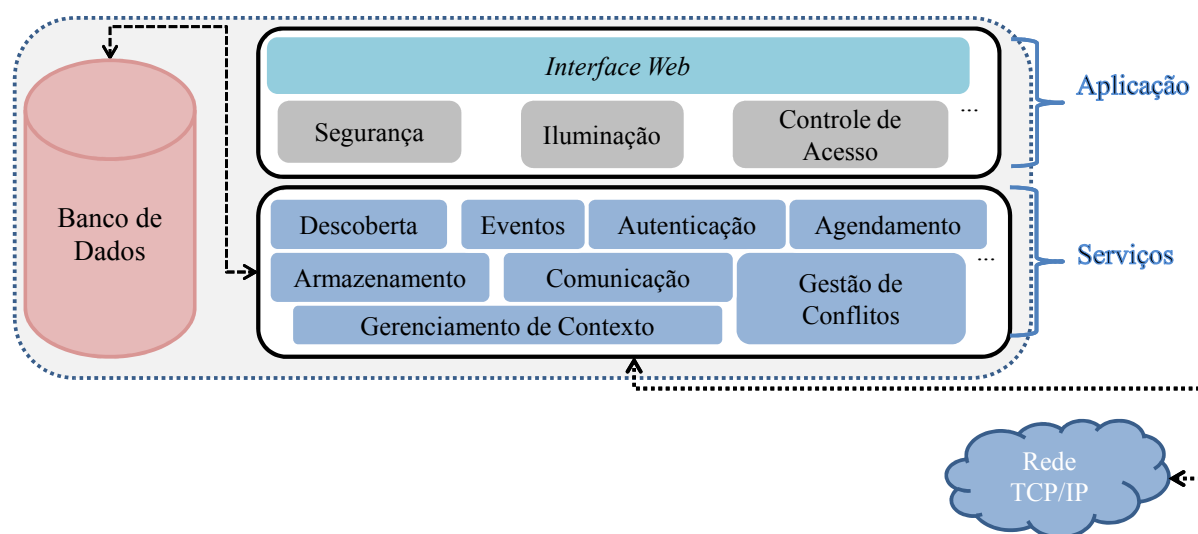 Interface Web
Segurança
Iluminação
Controle de
Acesso
...
Aplicação
Banco de
Dados
Descoberta
Eventos
Autenticação
Agendamento
Armazenamento
Comunicação
Gestão de
Conflitos
...
Gerenciamento de Contexto
Serviços
Rede
TCP/IP